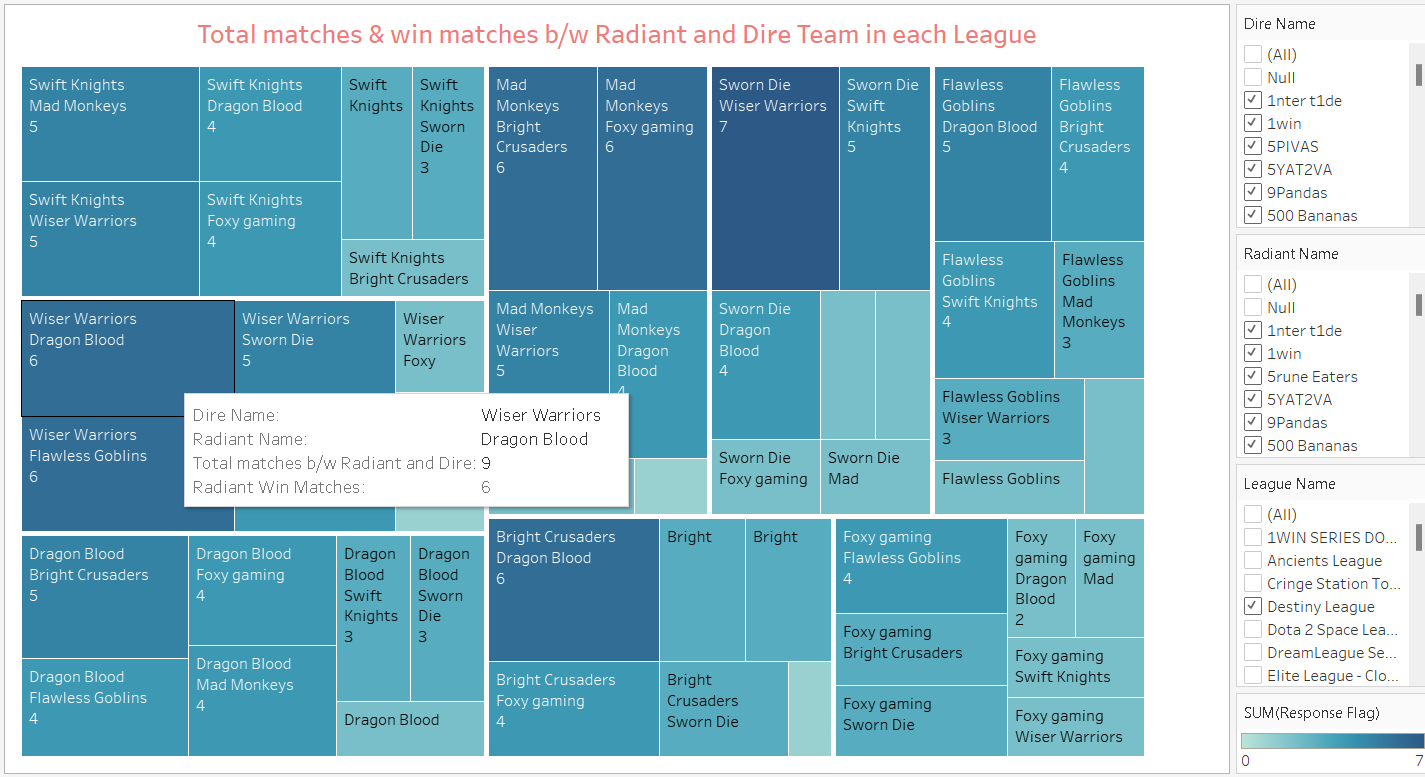 Total matches & win matches b/w Radiant and Dire Team in each League
Swift Knights
Mad Monkeys
5
Swift Knights
Dragon Blood
4
Swift
Knights
Swift
Knights
Sworn
Die
3
Swift Knights
Wiser Warriors
5
Swift Knights
Foxy gaming
4
Swift Knights
Bright Crusaders
Wiser Warriors
Dragon Blood
6
Wiser Warriors
Sworn Die
5
Wiser
Warriors
Foxy
Wiser Warriors
Flawless Goblins
6
Dire Name:
Wiser Warriors
Radiant Name:
Dragon Blood
Total matches b/w Radiant and Dire:
9
Radiant Win Matches:
6
Dragon Blood
Bright Crusaders
5
Dragon Blood
Foxy gaming
4
Dragon
Blood
Swift
Knights
3
Dragon
Blood
Sworn
Die
3
Dragon Blood
Flawless Goblins
4
Dragon Blood
Mad Monkeys
4
Dragon Blood
Mad
Monkeys
Bright
Crusaders
6
Mad
Monkeys
Foxy gaming
6
Mad Monkeys
Wiser
Warriors
5
Mad
Monkeys
Dragon
Blood
4
Sworn Die
Wiser Warriors
7
Sworn Die
Swift
Knights
5
Sworn Die
Dragon
Blood
4
Sworn Die
Foxy gaming
Sworn Die
Mad
Flawless
Goblins
Dragon Blood
5
Flawless
Goblins
Bright
Crusaders
4
Flawless
Goblins
Swift Knights
4
Flawless
Goblins
Mad
Monkeys
3
Flawless Goblins
Wiser Warriors
3
Flawless Goblins
Bright Crusaders
Dragon Blood
6
Bright
Bright
Bright Crusaders
Foxy gaming
4
Bright
Crusaders
Sworn Die
Foxy gaming
Flawless Goblins
4
Foxy
gaming
Dragon
Blood
2
Foxy
gaming
Mad
Foxy gaming
Bright Crusaders
Foxy gaming
Swift Knights
Foxy gaming
Sworn Die
Foxy gaming
Wiser Warriors
Dire Name
(All)
Null
1nter t1de
1win
5PIVAS
5YAT2VA
9Pandas
500 Bananas
Radiant Name
(All)
Null
1nter t1de
1win
5rune Eaters
5YAT2VA
9Pandas
500 Bananas
League Name
(All)
1WIN SERIES DO...
Ancients League
Cringe Station To...
Destiny League
Dota 2 Space Lea...
DreamLeague Se...
Elite League - Clo...
SUM(Response Flag)
0
7